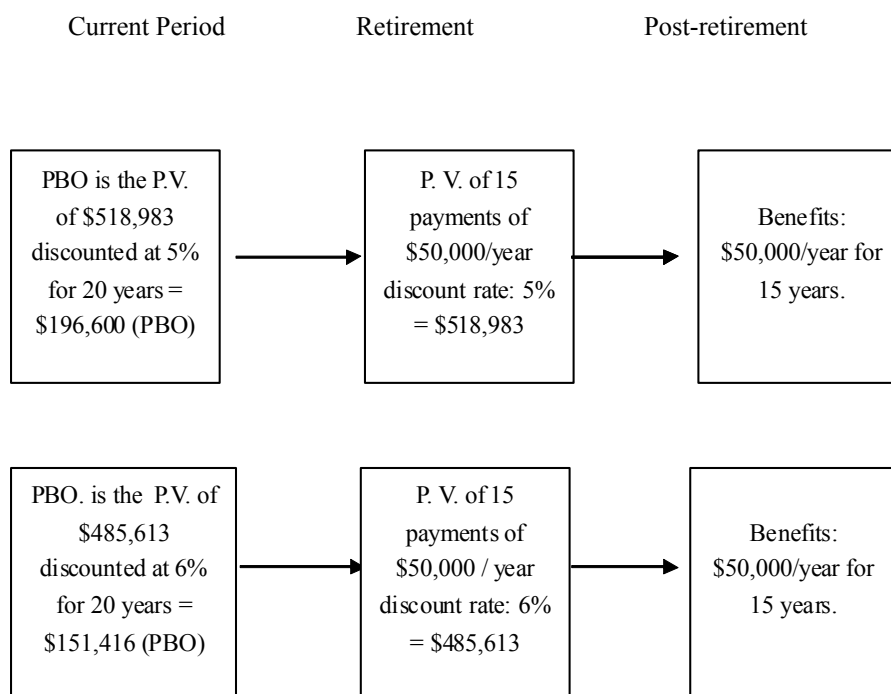 Current Period Retirement Post-retirement
PBO is the P.V.
of $518,983
discounted at 5%
for 20 years =
$196,600 (PBO)
P. V. of 15
payments of
$50,000/year
discount rate: 5%
= $518,983
Benefits:
$50,000/year for
15 years.
PBO. is the P.V. of
$485,613
discounted at 6%
for 20 years =
$151,416 (PBO)
P. V. of 15
payments of
$50,000 / year
discount rate: 6%
= $485,613
Benefits:
$50,000/year for
15 years.